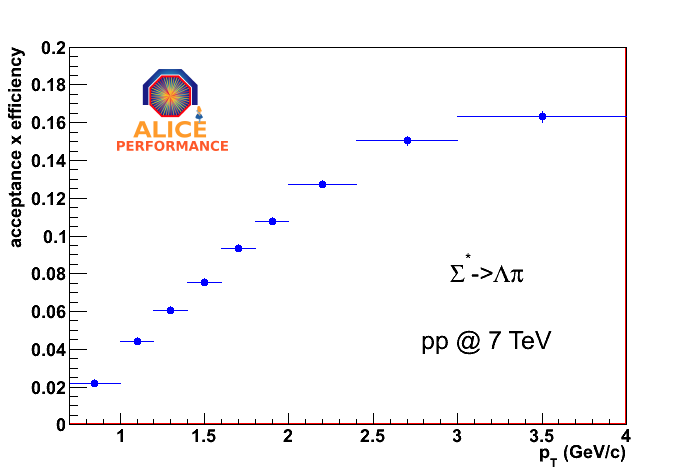 acceptance x efficiency
0.2
0.18
0.16
0.14
0.12
0.1
0.08
0.06
0.04
0.02
0
ALICE
PERFORMANCE
Σ*->Λπ
pp @ 7 TeV
1 1.5 2 2.5 3 3.5 4
p_T (GeV/c)